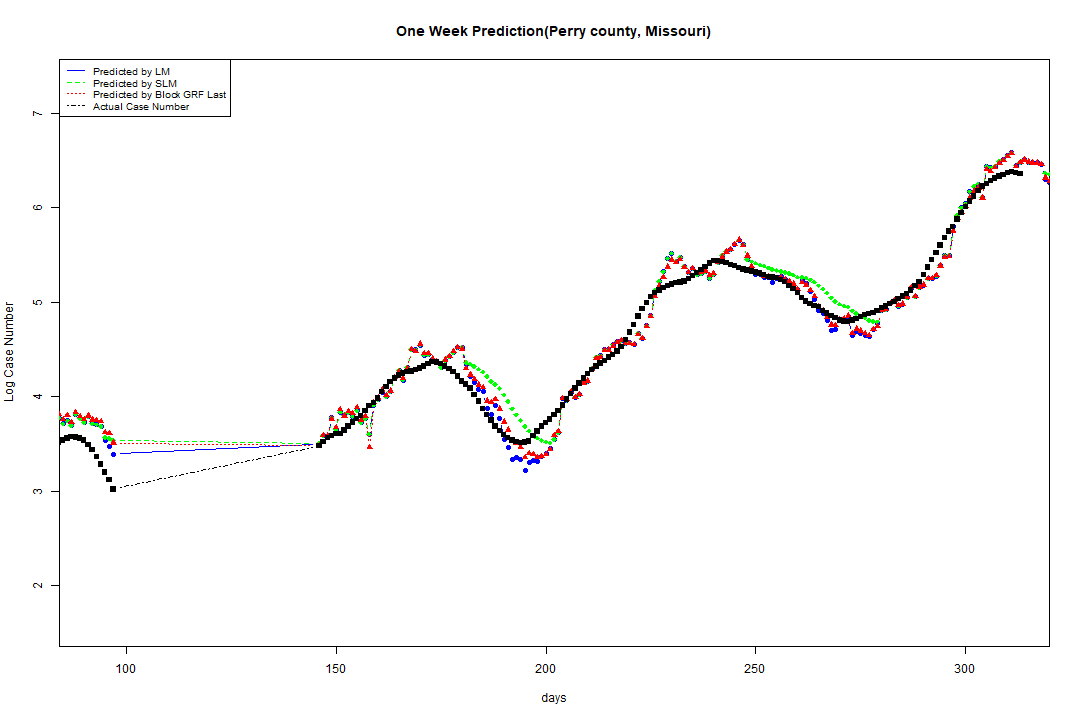 One Week Prediction(Perry county, Missouri)
Predicted by LM
Predicted by SLM
Predicted by Block GRF Last
Actual Case Number
Log Case Number
7
6
5
4
3
2
100 150 200 250 300
days